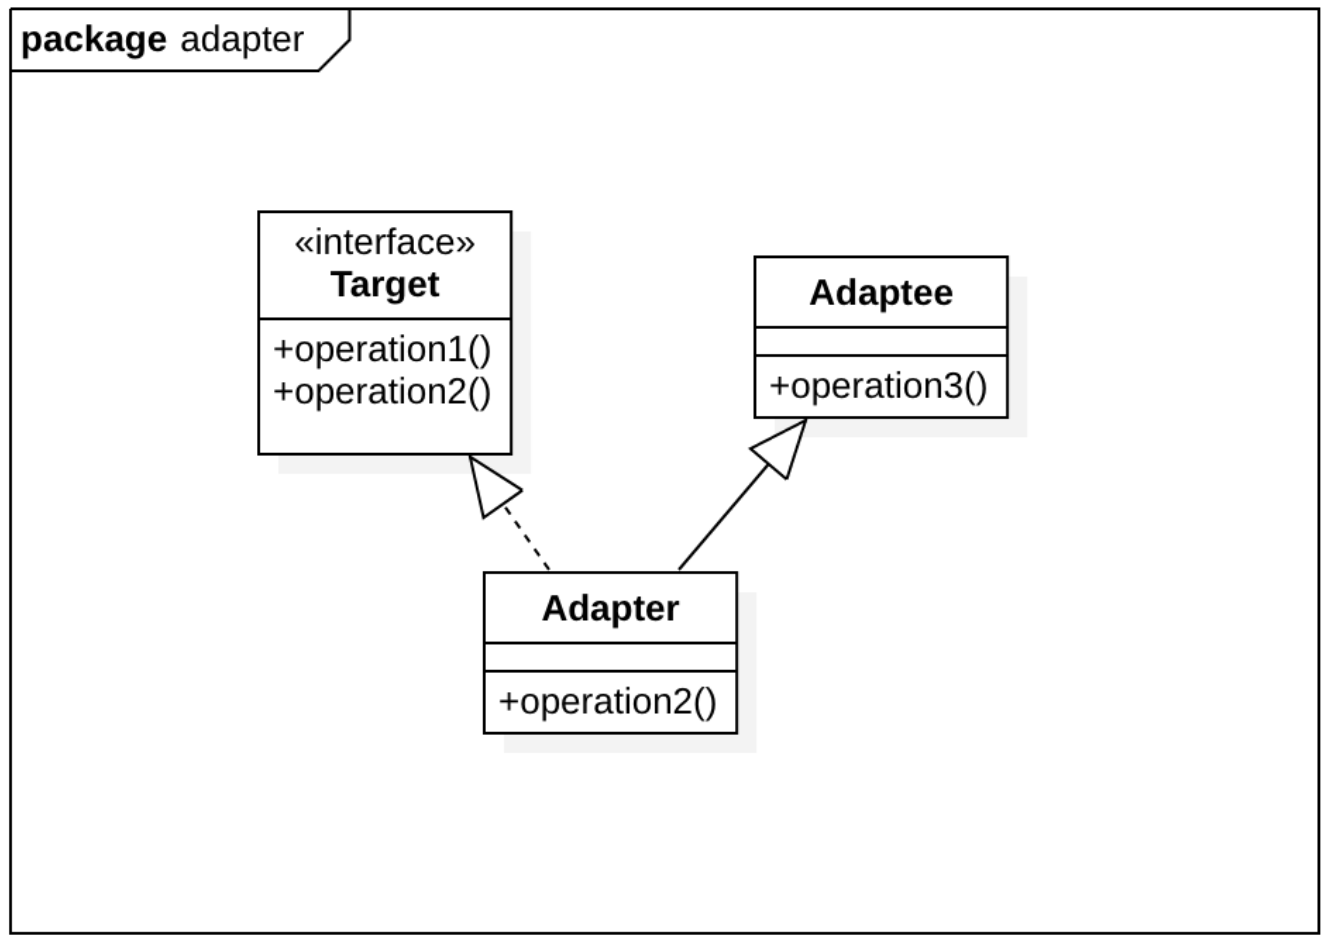 package adapter
«interface»
Target
+operation1()
+operation2()
Adaptee
+operation3()
Adapter
+operation2()